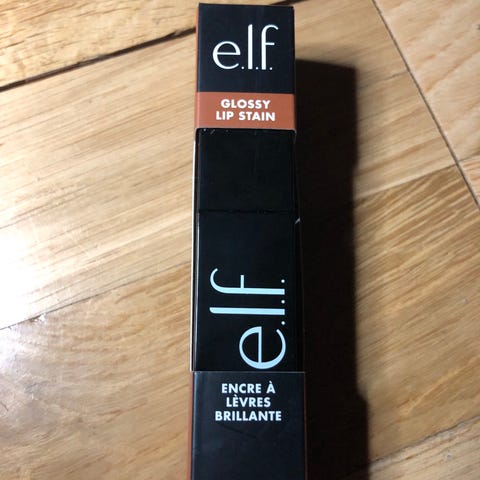 e.l.f.
GLOSSY
LIP STAIN
e.l.f.
ENCRE À
LÈVRES
BRILLANTE